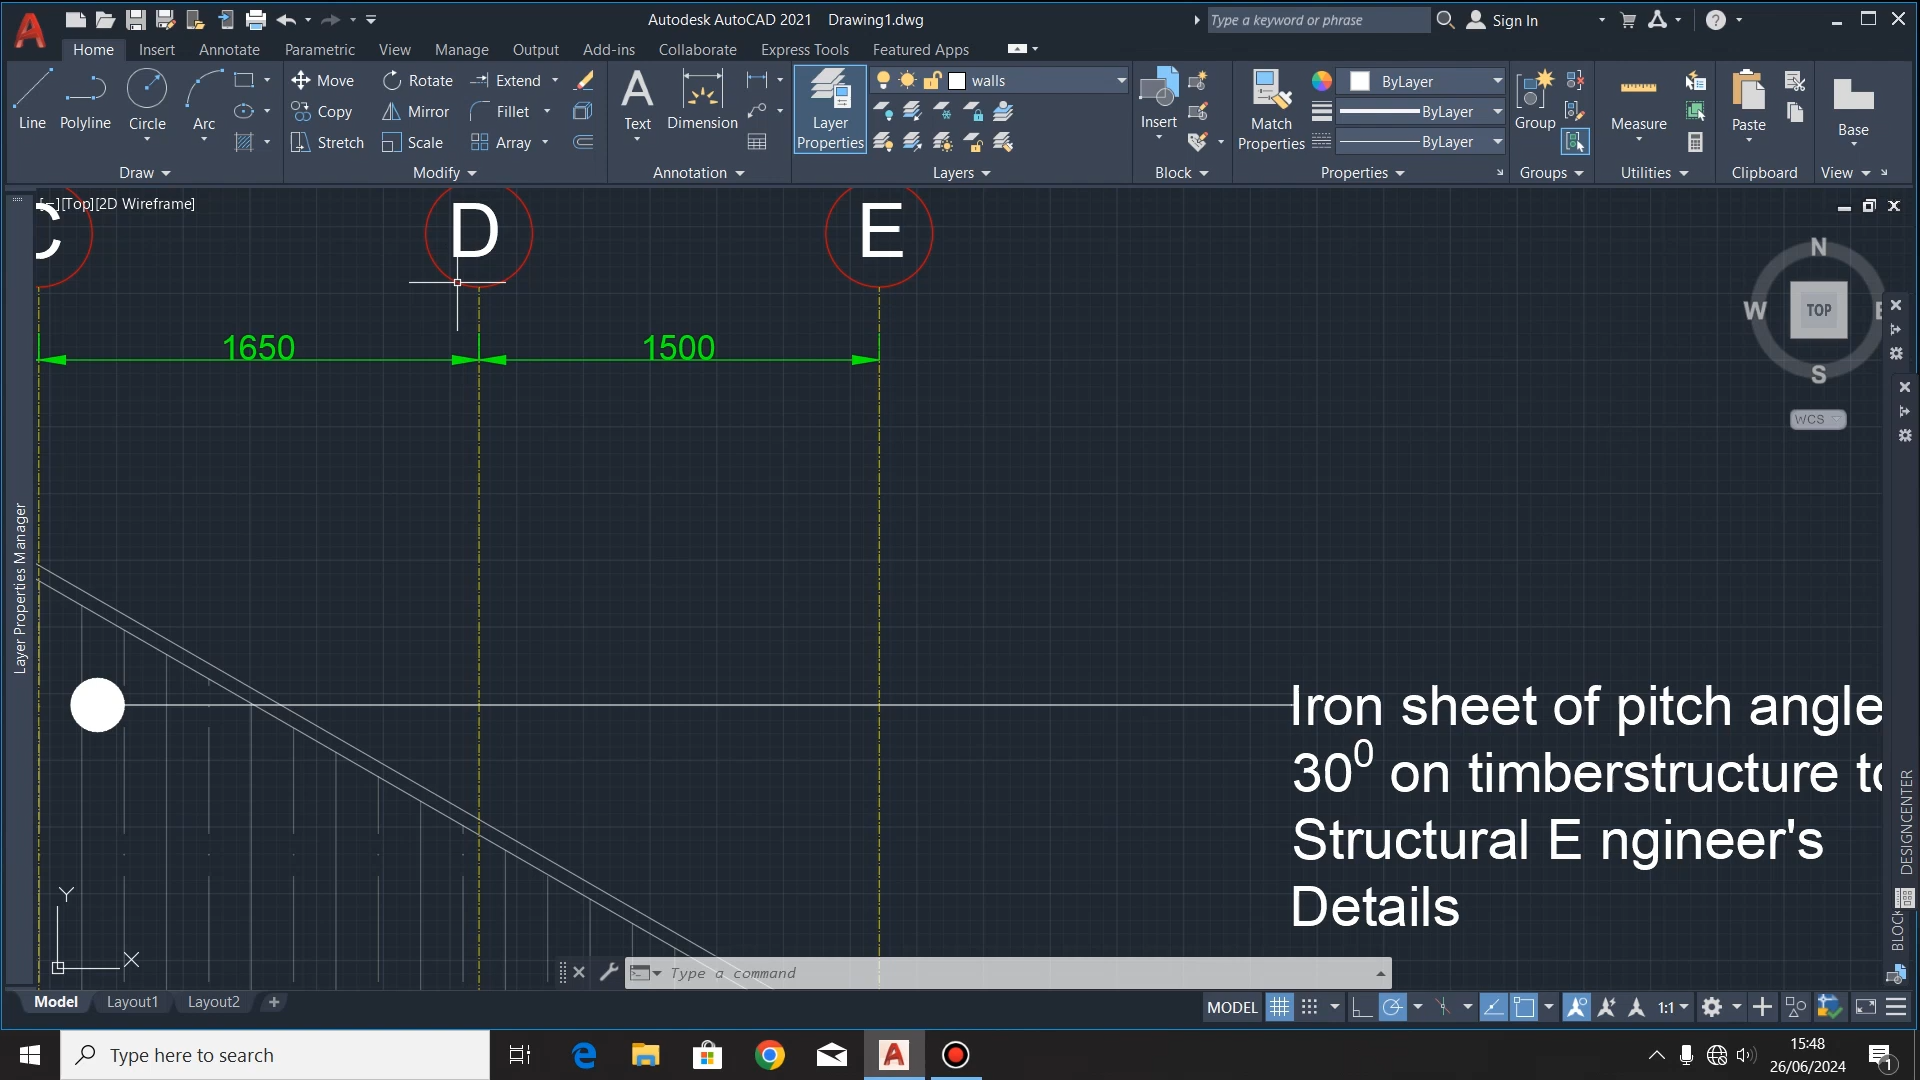 Autodesk AutoCAD 2021 Drawing1.dwg
Type a keyword or phrase
Sign In
Home Insert Annotate Parametric View Manage Output Add-ins Collaborate Express Tools Featured Apps
Line Polyline Circle Arc
Move Rotate Extend
Copy Mirror Fillet
Stretch Scale Array
Text Dimension
Layer Properties
walls
Insert
Match Properties
ByLayer
ByLayer
ByLayer
Group
Measure
Paste
Base
Draw Modify Annotation Layers Block Properties Groups Utilities Clipboard View
[−][Top][2D Wireframe]
C D E
1650 1500
N
W TOP E
S
WCS
Layer Properties Manager
Iron sheet of pitch angle
30⁰ on timberstructure to
Structural E ngineer's
Details
DESIGNCENTER
BLOCK
Y
X
Type a command
Model Layout1 Layout2
MODEL
1:1
Type here to search
15:48
26/06/2024
1